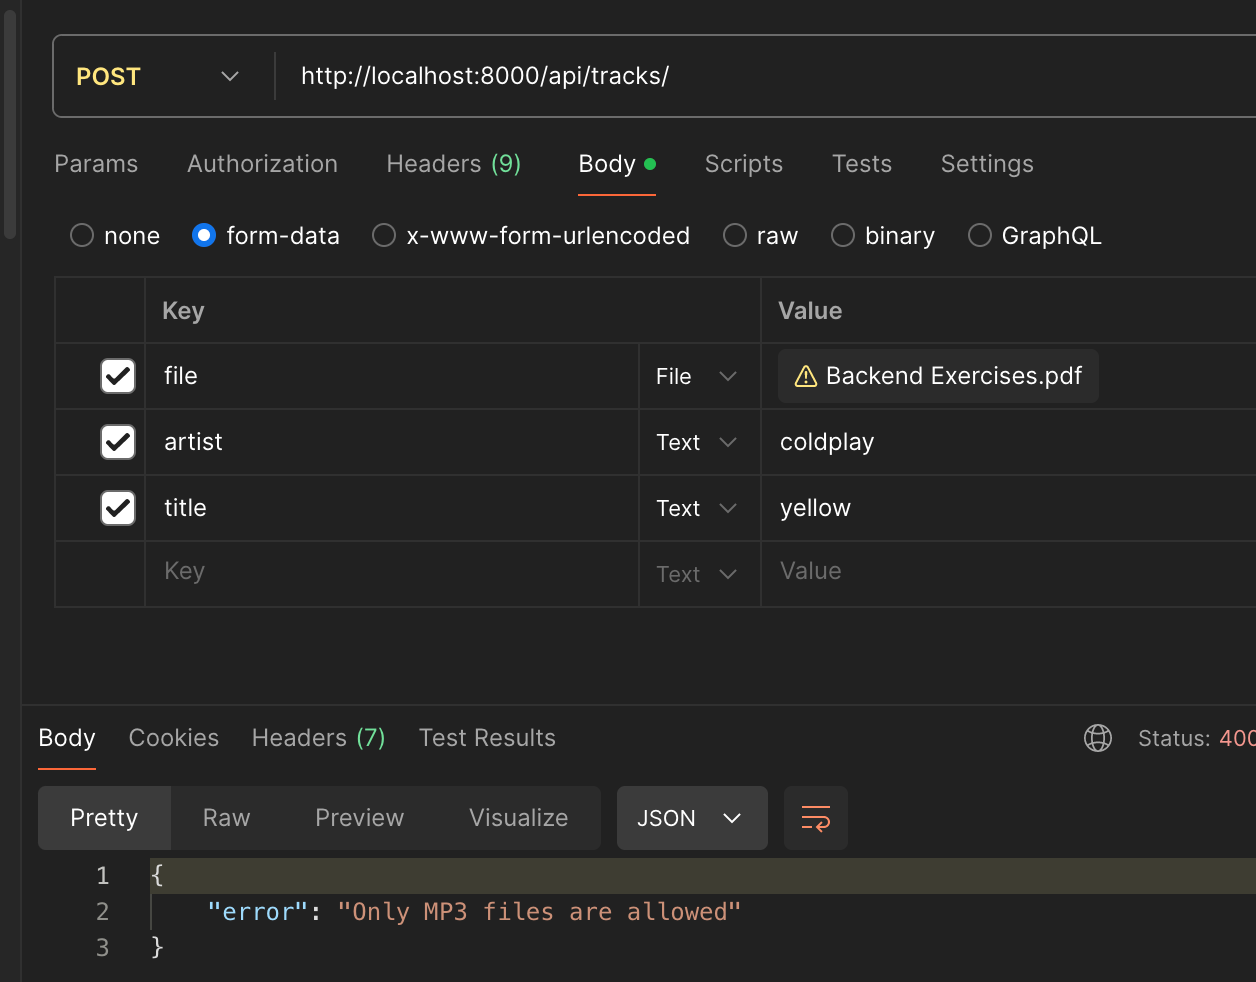 POST http://localhost:8000/api/tracks/
Params Authorization Headers (9) Body Scripts Tests Settings
none form-data x-www-form-urlencoded raw binary GraphQL
Key Value
file File Backend Exercises.pdf
artist Text coldplay
title Text yellow
Key Text Value
Body Cookies Headers (7) Test Results Status: 400
Pretty Raw Preview Visualize JSON
1 {
2 "error": "Only MP3 files are allowed"
3 }